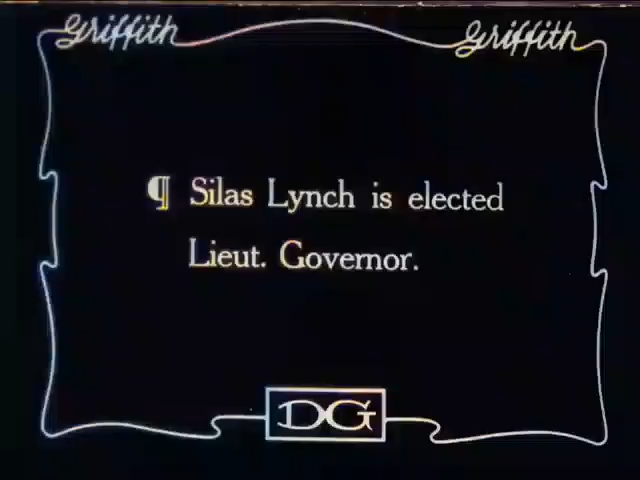 Griffith Griffith
¶ Silas Lynch is elected
Lieut. Governor.
DG